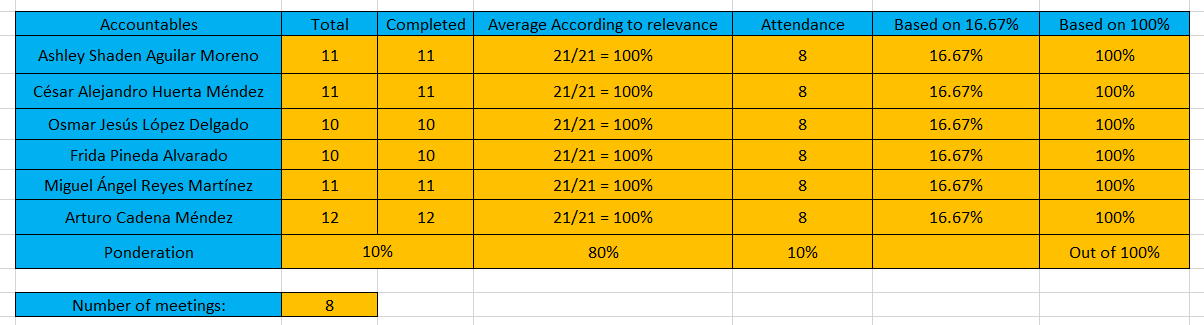 Accountables Total Completed Average According to relevance Attendance Based on 16.67% Based on 100%
Ashley Shaden Aguilar Moreno 11 11 21/21 = 100% 8 16.67% 100%
César Alejandro Huerta Méndez 11 11 21/21 = 100% 8 16.67% 100%
Osmar Jesús López Delgado 10 10 21/21 = 100% 8 16.67% 100%
Frida Pineda Alvarado 10 10 21/21 = 100% 8 16.67% 100%
Miguel Ángel Reyes Martínez 11 11 21/21 = 100% 8 16.67% 100%
Arturo Cadena Méndez 12 12 21/21 = 100% 8 16.67% 100%
Ponderation 10% 80% 10% Out of 100%
Number of meetings: 8